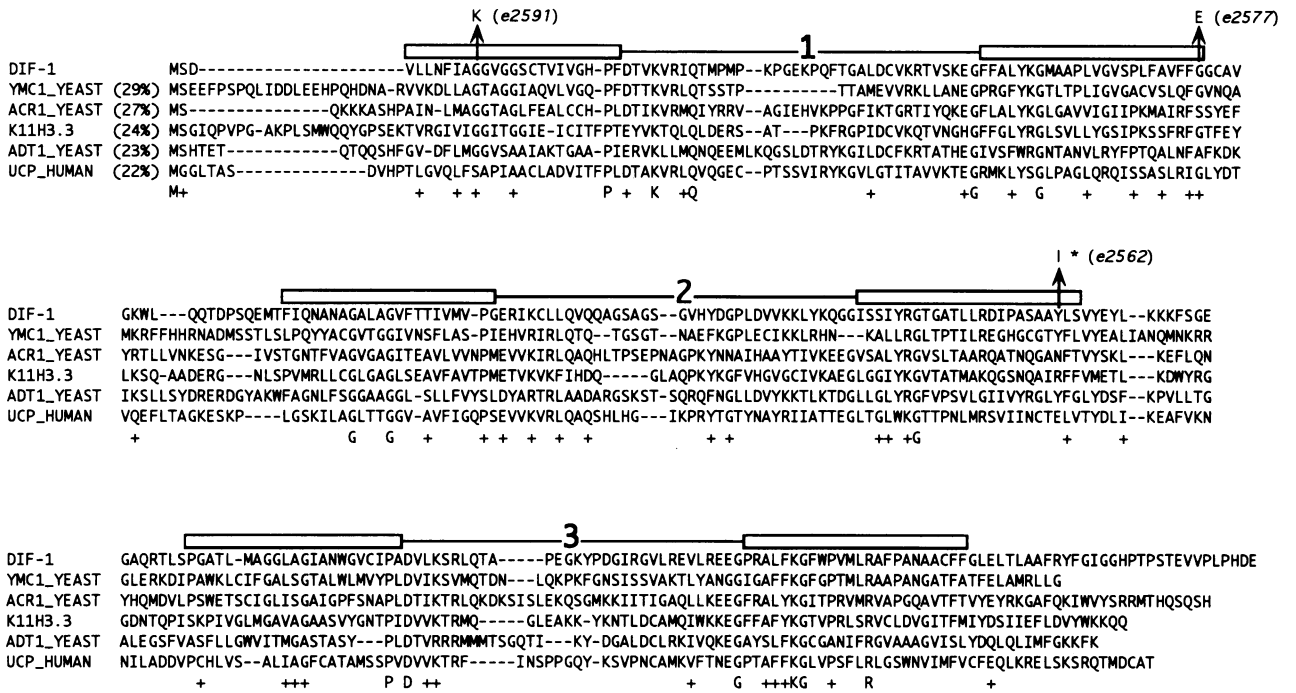 K (e2591) E (e2577)
1
DIF-1 MSD--------------------VLLNFIAGGVGGSCTVIVGH-PFDTVKVRIQTMPMP--KPGEKPQFTGALDCVKRTVSKEGFFALYKGMAAPLVGVSPLFAVFFGGCAV
YMC1_YEAST (29%) MSEEFPSPQLIDDLEEHPQHDNA-RVVKDLLAGTAGGIAQVLVGQ-PFDTTKVRLQTSSTP---------TTAMEVVRKLLANEGPRGFYKGTLTPLIGVGACVSLQFGVNQA
ACR1_YEAST (27%) M---------------QKKKASHPAIN-LMAGGTAGLFEALCCH-PLDTIKVRMQIYRRV--AGIEHVKPPGFIKTGRTIYQKEGFLALYKGLGAVVIGIIPKMAIRFSSYEF
K11H3.3 (24%) MSGIQPVPG-AKPLSMWQQYGPSEKTVRGIVIGGITGGIE-ICITFPTEYVKTQLQLDERS--AT---PKFRGPIDCVKQTVNGHGFFGLYRGLSVLLYGSIPKSSFRFGTFEY
ADT1_YEAST (23%) MSHTET----------QTQQSHFGV-DFLMGGVSAAIAKTGAA-PIERVKLLMQNQEEMLKQGSLDTRYKGILDCFKRTATHEGIVSFWRGNTANVLRYFPTQALNFAFKDK
UCP_HUMAN (22%) MGGLTAS-------------DVHPTLGVQLFSAPIAACLADVITFPLDTAKVRLQVQGEC--PTSSVIRYKGVLGTITAVVKTEGRMKLYSGLPAGLQRQISSASLRIGLYDT
M+ + + + + P + K +Q + +G + G + + + ++
I * (e2562)
2
DIF-1 GKWL---QQTDPSQEMTFIQNANAGALAGVFTTIVMV-PGERIKCLLQVQQAGSAGS--GVHYDGPLDVVKKLYKQGGISSIYRGTGATLLRDIPASAAYLSVYEYL--KKKFSGE
YMC1_YEAST MKRFFHHRNADMSSTLSLPQYYACGVTGGIVNSFLAS-PIEHVRIRLQTQ--TGSGT--NAEFKGPLECIKKLRHN---KALLRGLTPTILREGHGCGTYFLVYEALIANQMNKRR
ACR1_YEAST YRTLLVNKESG---IVSTGNTFVAGVGAGITEAVLVVNPMEVVKIRLQAQHLTPSEPNAGPKYNNAIHAAYTIVKEEGVSALYRGVSLTAARQATNQGANFTVYSKL---KEFLQN
K11H3.3 LKSQ-AADERG---NLSPVMRLLCGLGAGLSEAVFAVTPMETVKVKFIHDQ----GLAQPKYKGFVHGVGCIVKAEGLGGIYKGVTATMAKQGSNQAIRFFVMETL---KDWYRG
ADT1_YEAST IKSLLSYDRERDGYAKWFAGNLFSGGAAGGL-SLLFVYSLDYARTRLAADARGSKST-SQRQFNGLLDVYKKTLKTDGLLGLYRGFVPSVLGIIVYRGLYFGLYDSF---KPVLLTG
UCP_HUMAN VQEFLTAGKESKP---LGSKILAGLTTGGV-AVFIGQPSEVVKVRLQAQSHLHG---IKPRYTGTYNAYRIIATTEGLTGLWKGTTPNLMRSVIINCTELVTYDLI--KEAFVKN
+ G G + + + + + + + + ++ +G + +
3
DIF-1 GAQRTLSPGATL-MAGGLAGIANWGVCIPADVLKSRLQTA-----PEGKYPDGIRGVLREVLREEGPRALFKGFWPVMLRAFPANAACFFGLELTLAAFRYFGIGGHPTPSTEVVPLPHDE
YMC1_YEAST GLERKDIPAWKLCIFGALSGTALWLMVYPLDVIKSVMQTDN---LQKPKFGNSISSVAKTLYANGGIGAFFKGFGPTMLRAAPANGATFATFELAMRLLG
ACR1_YEAST YHQMDVLPSWETSCIGLISGAIGPFSNAPLDTIKTRLQKDKSISLEKQSGMKKIITIGAQLLKEEGFRALYKGITPRVMRVAPGQAVTFTVYEYRKGAFQKIWVYSRRMTHQSQSH
K11H3.3 GDNTQPISKPIVGLMGAVAGAASVYGNTPIDVVKTRMQ-----GLEAKK-YKNTLDCAMQIWKKEGFFAFYKGTVPRLSRVCLDVGITFMIYDSIIEFLDVYWKKQQ
ADT1_YEAST ALEGSFVASFLLGWVITMGASTASY---PLDTVRRRMMMTSGQTI---KY-DGALDCLRKIVQKEGAYSLFKGCGANIFRGVAAAGVISLYDQLQLIMFGKKFK
UCP_HUMAN NILADDVPCHLVS--ALIAGFCATAMSSPVDVVKTRF-----INSPPGQY-KSVPNCAMKVFTNEGPTAFFKGLVPSFLRLGSWNVIMFVCFEQLKRELSKSRQTMDCAT
+ +++ P D ++ + G +++KG + R +